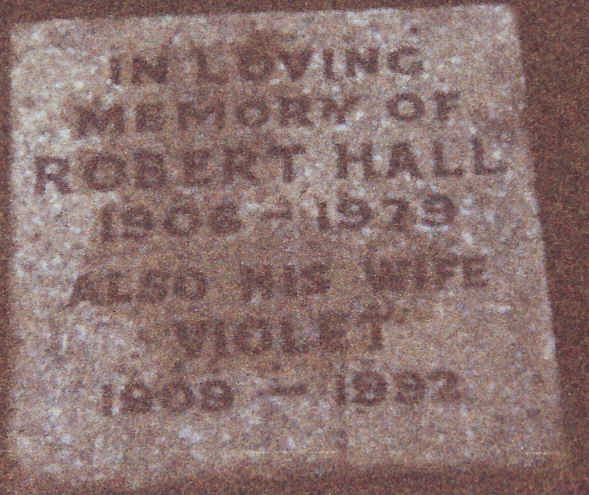 IN LOVING
MEMORY OF
ROBERT HALL
1906 - 1979
ALSO HIS WIFE
VIOLET
1909 - 1992